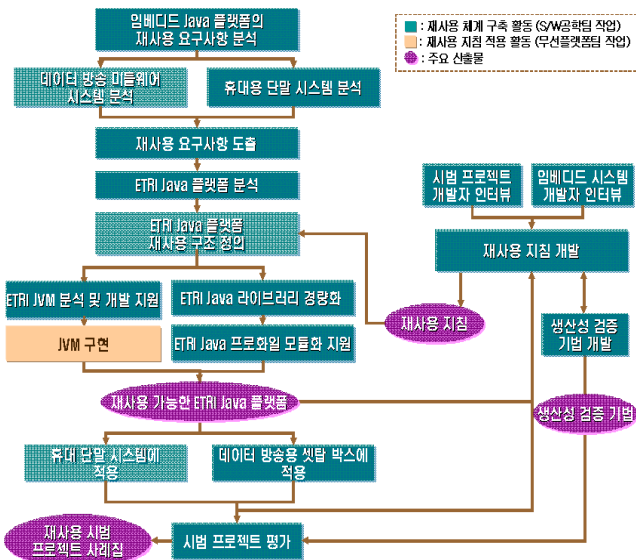 임베디드 Java 플랫폼의
재사용 요구사항 분석
: 재사용 체계 구축 활동 (S/W공학팀 작업)
: 재사용 지침 적용 활동 (무선플랫폼팀 작업)
: 주요 산출물
데이터 방송 미들웨어
시스템 분석
휴대용 단말 시스템 분석
재사용 요구사항 도출
ETRI Java 플랫폼 분석
시범 프로젝트
개발자 인터뷰
임베디드 시스템
개발자 인터뷰
ETRI Java 플랫폼
재사용 구조 정의
재사용 지침 개발
ETRI JVM 분석 및 개발 지원
ETRI Java 라이브러리 경량화
재사용 지침
생산성 검증
기법 개발
JVM 구현
ETRI Java 프로화일 모듈화 지원
재사용 가능한 ETRI Java 플랫폼
생산성 검증 기법
휴대 단말 시스템에
적용
데이터 방송용 셋탑 박스에
적용
재사용 시범
프로젝트 사례집
시범 프로젝트 평가